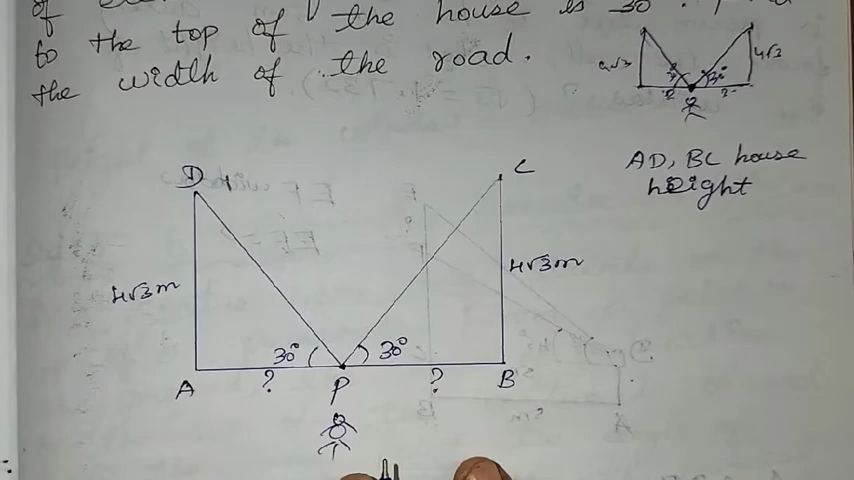 of the house is 30°.
to the top of the house is 30°.
the width of the road.
4√3
30°
4√3
?
AD, BC house
height
D
C
4√3m
4√3m
30°
30°
A
?
P
?
B